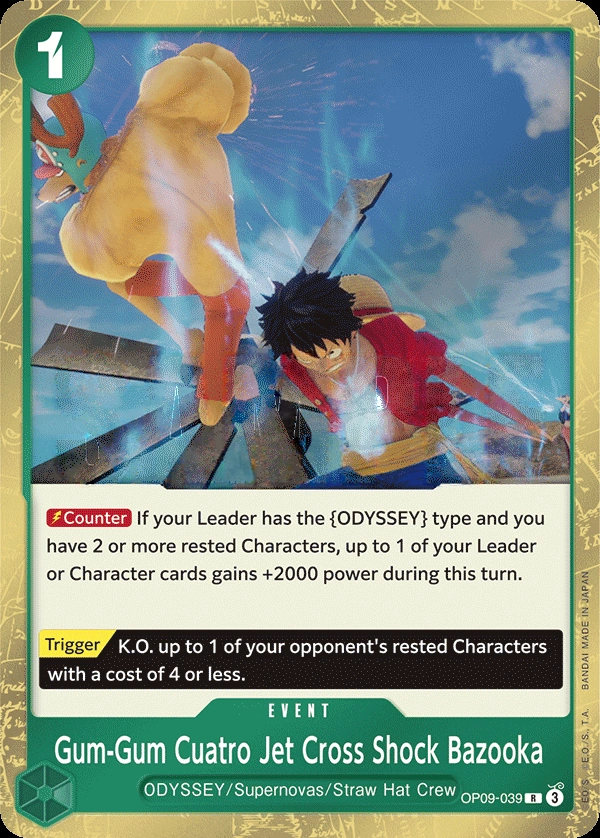 1
Counter If your Leader has the {ODYSSEY} type and you
have 2 or more rested Characters, up to 1 of your Leader
or Character cards gains +2000 power during this turn.
Trigger K.O. up to 1 of your opponent's rested Characters
with a cost of 4 or less.
EVENT
Gum-Gum Cuatro Jet Cross Shock Bazooka
ODYSSEY/Supernovas/Straw Hat Crew
OP09-039 R 3
BANDAI MADE IN JAPAN